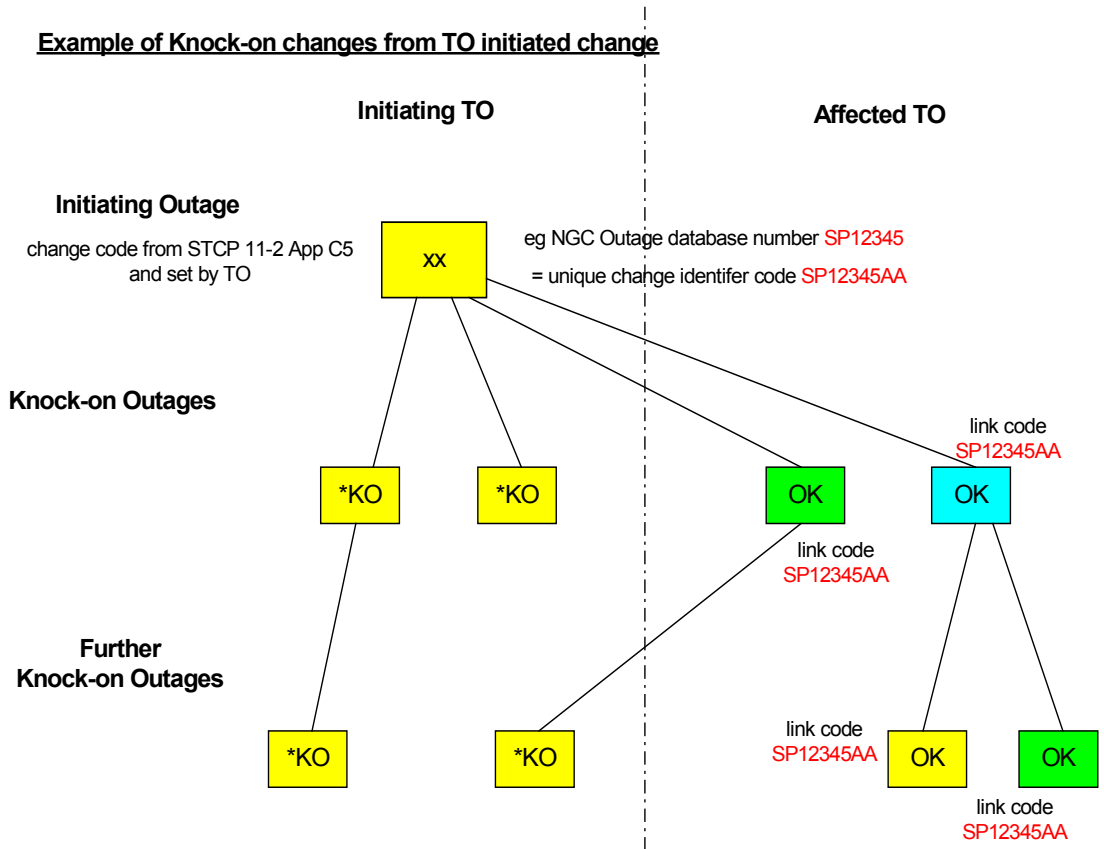 Example of Knock-on changes from TO initiated change
Initiating TO
Affected TO
Initiating Outage
change code from STCP 11-2 App C5
and set by TO
xx
eg NGC Outage database number SP12345
= unique change identifer code SP12345AA
Knock-on Outages
link code
SP12345AA
*KO
*KO
OK
OK
link code
SP12345AA
Further
Knock-on Outages
link code
SP12345AA
*KO
*KO
OK
OK
link code
SP12345AA